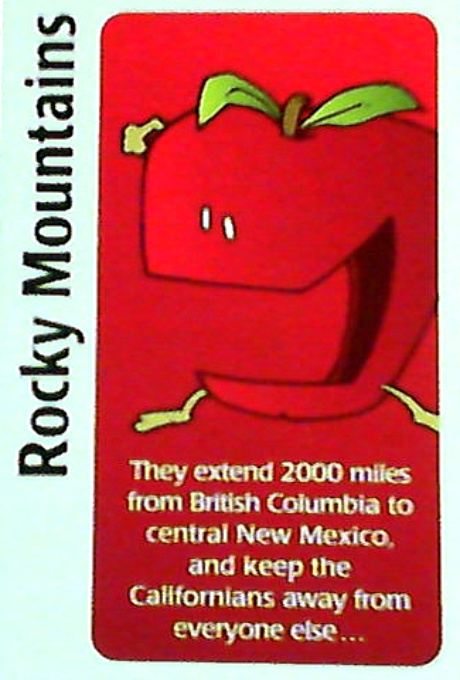 Rocky Mountains
They extend 2000 miles
from British Columbia to
central New Mexico,
and keep the
Californians away from
everyone else...